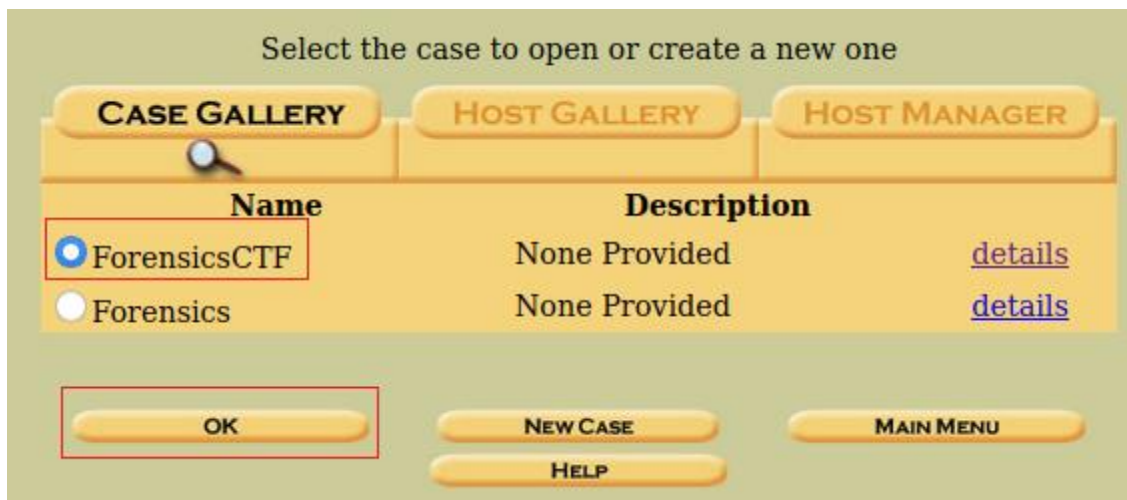 Select the case to open or create a new one
CASE GALLERY HOST GALLERY HOST MANAGER
Name Description
ForensicsCTF None Provided details
Forensics None Provided details
OK NEW CASE MAIN MENU
HELP